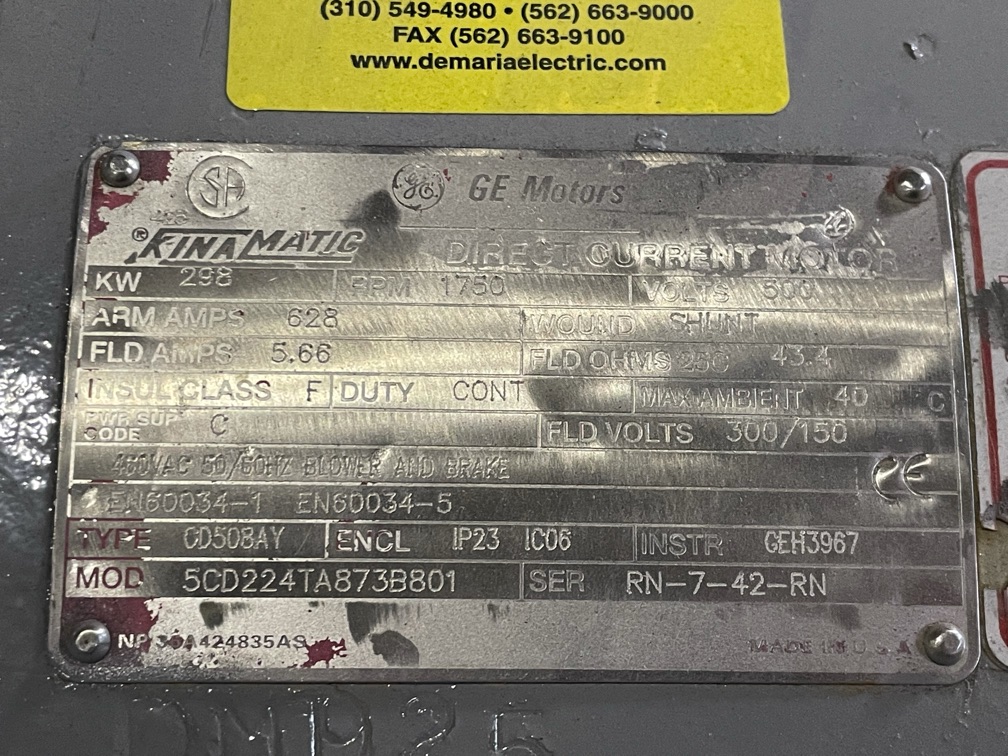 (310) 549-4980 • (562) 663-9000
FAX (562) 663-9100
www.demariaelectric.com
GE Motors
® KINAMATIC
DIRECT CURRENT MOTOR
KW 298 RPM 1750 VOLTS 500
ARM AMPS 628 WOUND SHUNT
FLD AMPS 5.66 FLD OHMS 25C 43.4
INSUL CLASS F DUTY CONT MAX AMBIENT 40 C
PWR SUP CODE C FLD VOLTS 300/150
460VAC 50/60HZ BLOWER AND BRAKE
CE
EN60034-1 EN60034-5
TYPE CD508AY ENCL IP23 IC06 INSTR GEH3967
MOD 5CD224TA873B801 SER RN-7-42-RN
NP 36A424835AS MADE IN U.S.A